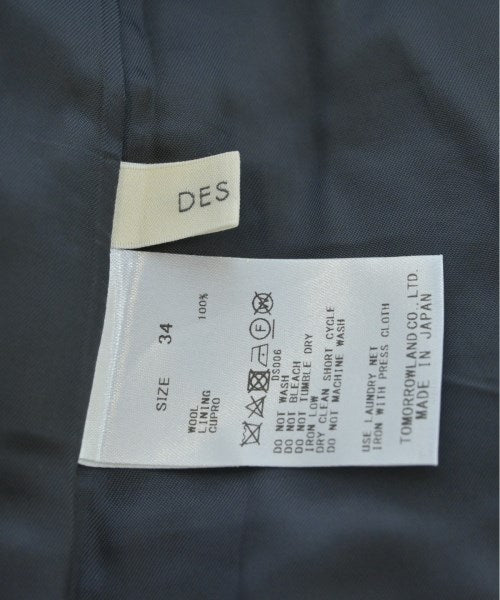 DES
SIZE 34
WOOL 100%
LINING
CUPRO
DS006
DO NOT WASH
DO NOT BLEACH
DO NOT TUMBLE DRY
IRON LOW
DRY CLEAN SHORT CYCLE
DO NOT MACHINE WASH
USE LAUNDRY NET
IRON WITH PRESS CLOTH
TOMORROWLAND CO., LTD.
MADE IN JAPAN